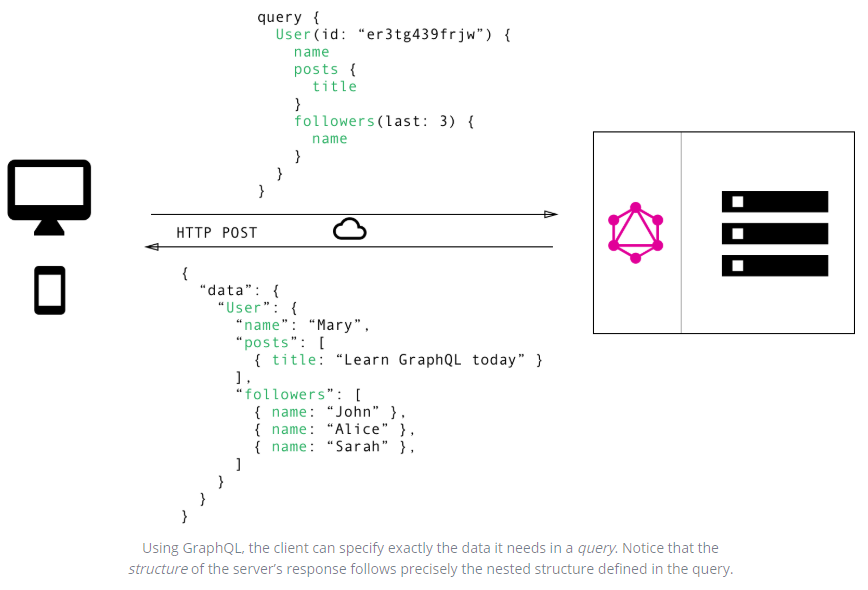 query {
  User(id: “er3tg439frjw”) {
    name
    posts {
      title
    }
    followers(last: 3) {
      name
    }
  }
}
HTTP POST
{
  “data”: {
    “User”: {
      “name”: “Mary”,
      “posts”: [
        { title: “Learn GraphQL today” }
      ],
      “followers”: [
        { name: “John” },
        { name: “Alice” },
        { name: “Sarah” },
      ]
    }
  }
}
Using GraphQL, the client can specify exactly the data it needs in a query. Notice that the
structure of the server’s response follows precisely the nested structure defined in the query.